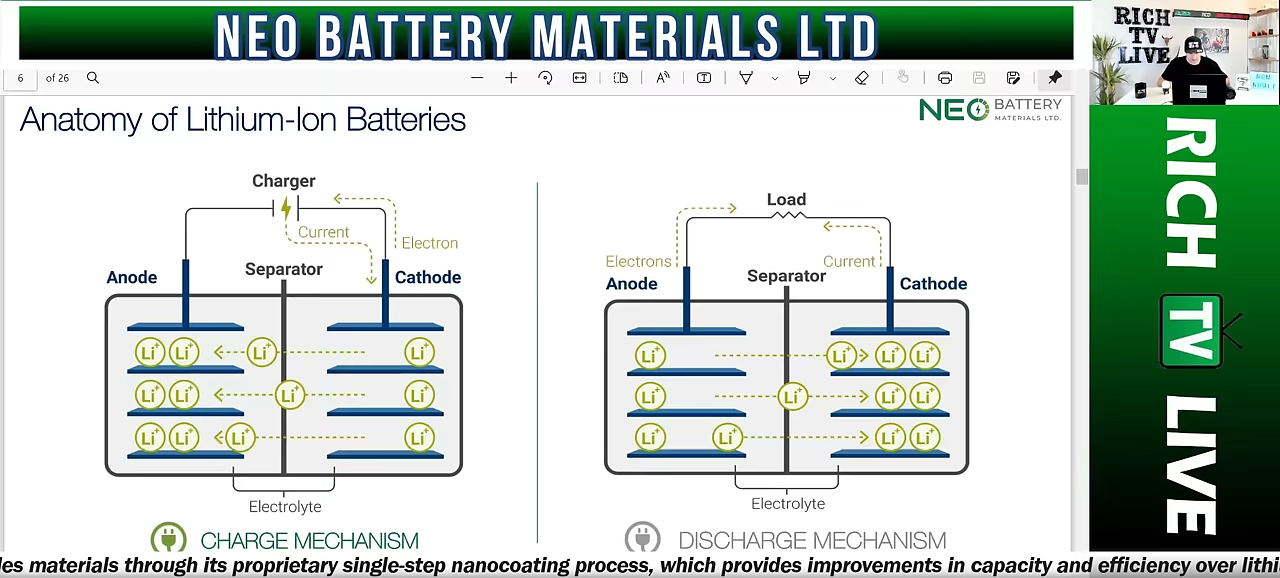 NEO BATTERY MATERIALS LTD
RICH
TV
LIVE
6 of 26
Anatomy of Lithium-Ion Batteries
NEO BATTERY
MATERIALS LTD.
Charger
Current
Electron
Separator
Anode
Cathode
Li+ Li+ Li+ Li+
Li+ Li+ Li+ Li+
Li+ Li+ Li+ Li+
Electrolyte
CHARGE MECHANISM
Load
Electrons
Current
Separator
Anode
Cathode
Li+ Li+ Li+ Li+
Li+ Li+ Li+ Li+
Li+ Li+ Li+ Li+
Electrolyte
DISCHARGE MECHANISM
RICH TV LIVE
les materials through its proprietary single-step nanocoating process, which provides improvements in capacity and efficiency over lithi